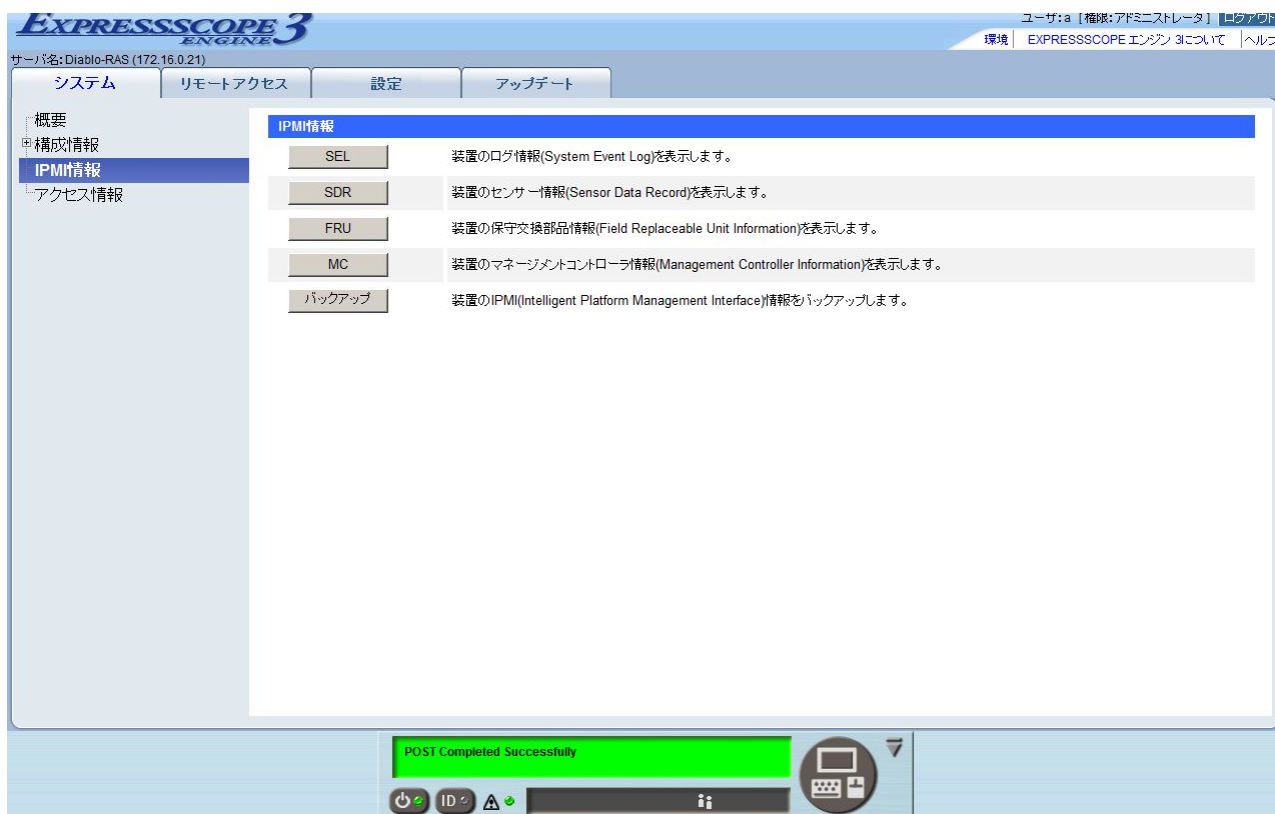 EXPRESSSCOPE 3
ENGINE
ユーザ:a [権限:アドミニストレータ] ログアウト
環境 EXPRESSSCOPE エンジン 3について ヘルプ
サーバ名:Diablo-RAS (172.16.0.21)
システム リモートアクセス 設定 アップデート
概要
構成情報
IPMI情報
アクセス情報
IPMI情報
SEL 装置のログ情報(System Event Log)を表示します。
SDR 装置のセンサー情報(Sensor Data Record)を表示します。
FRU 装置の保守交換部品情報(Field Replaceable Unit Information)を表示します。
MC 装置のマネージメントコントローラ情報(Management Controller Information)を表示します。
バックアップ 装置のIPMI(Intelligent Platform Management Interface)情報をバックアップします。
POST Completed Successfully
ID